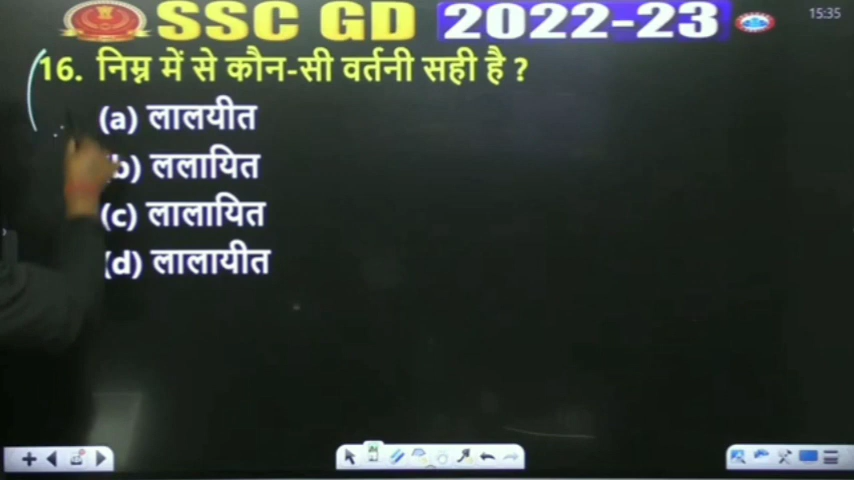 SSC GD 2022-23
15:35
16. निम्न में से कौन-सी वर्तनी सही है ?
(a) लालयीत
(b) ललायित
(c) लालायित
(d) लालायीत